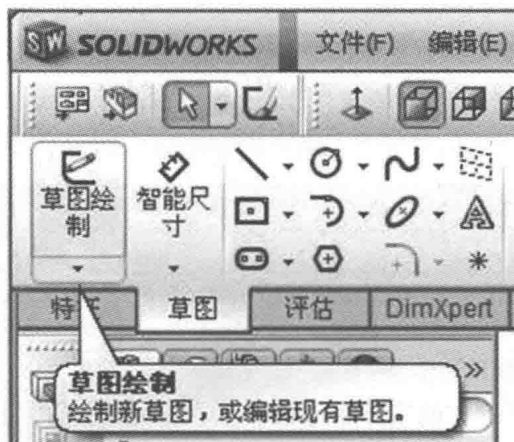 SW SOLIDWORKS 文件(F) 编辑(E)
草图绘
制
智能尺
寸
草图 评估 DimXpert
草图绘制
绘制新草图，或编辑现有草图。